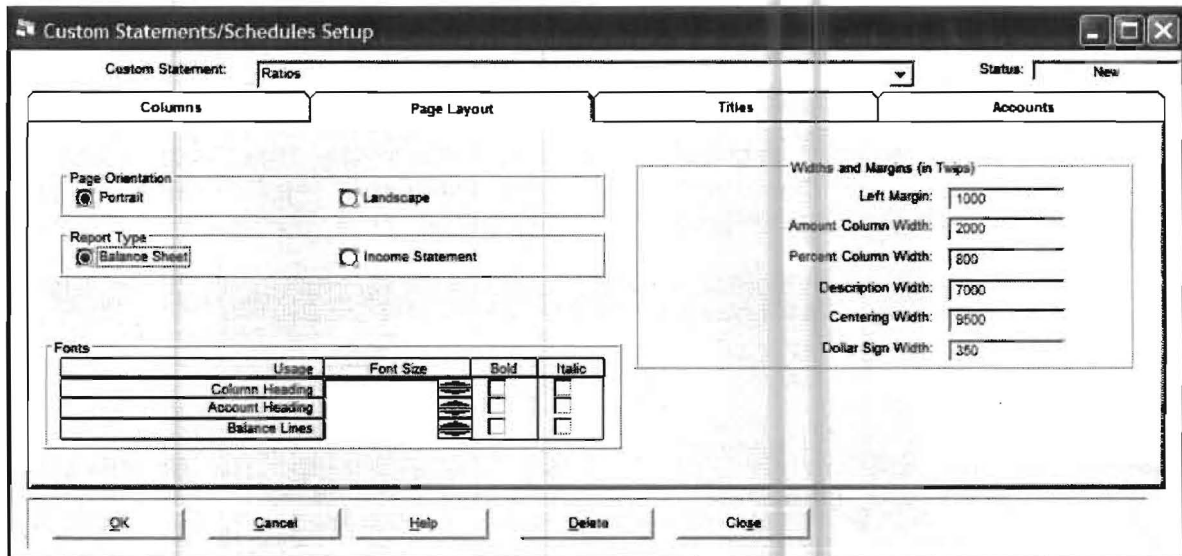 Custom Statements/Schedules Setup
Custom Statement: Ratios Status: New
Columns Page Layout Titles Accounts
Page Orientation
Portrait Landscape
Report Type
Balance Sheet Income Statement
Widths and Margins (in Twips)
Left Margin: 1000
Amount Column Width: 2000
Percent Column Width: 800
Description Width: 7000
Centering Width: 9500
Dollar Sign Width: 350
Fonts
Usage Font Size Bold Italic
Column Heading
Account Heading
Balance Lines
OK Cancel Help Delete Close